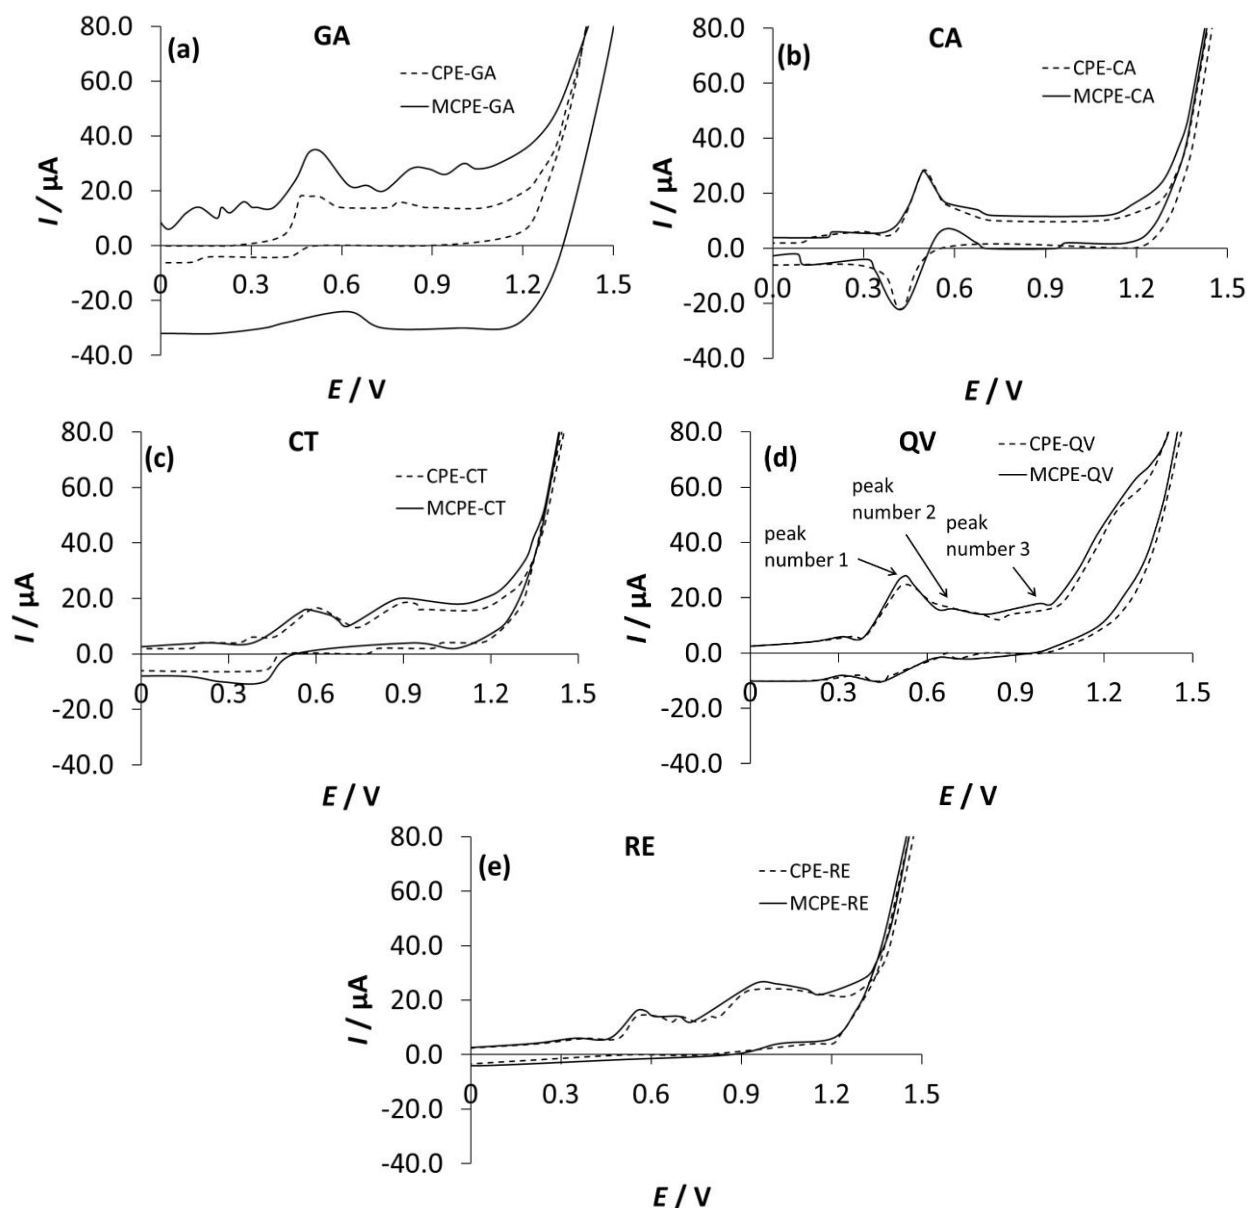 (a)
GA
CPE-GA
MCPE-GA
80.0
60.0
40.0
20.0
0.0
-20.0
-40.0
I / µA
0
0.3
0.6
0.9
1.2
1.5
E / V
(b)
CA
CPE-CA
MCPE-CA
80.0
60.0
40.0
20.0
0.0
-20.0
-40.0
I / µA
0
0.3
0.6
0.9
1.2
1.5
E / V
(c)
CT
CPE-CT
MCPE-CT
80.0
60.0
40.0
20.0
0.0
-20.0
-40.0
I / µA
0
0.3
0.6
0.9
1.2
1.5
E / V
(d)
QV
CPE-QV
MCPE-QV
peak
number 1
peak
number 2
peak
number 3
80.0
60.0
40.0
20.0
0.0
-20.0
-40.0
I / µA
0
0.3
0.6
0.9
1.2
1.5
E / V
(e)
RE
CPE-RE
MCPE-RE
80.0
60.0
40.0
20.0
0.0
-20.0
-40.0
I / µA
0
0.3
0.6
0.9
1.2
1.5
E / V